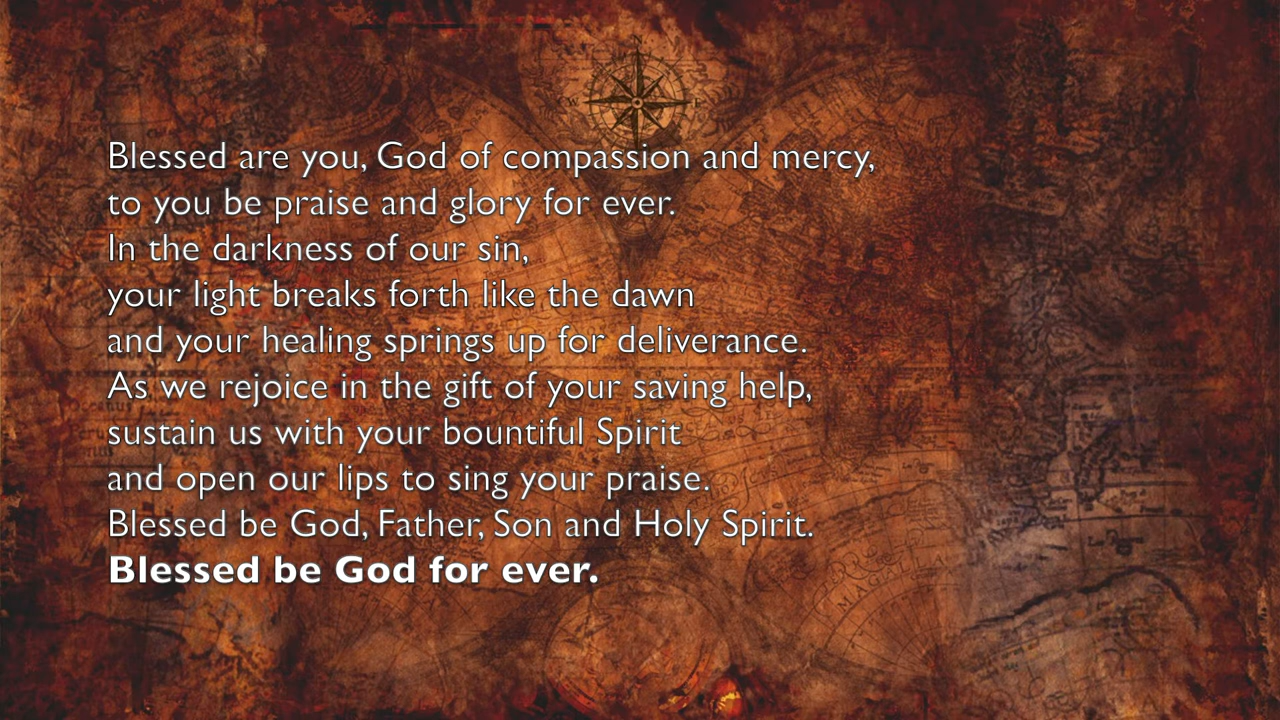 Blessed are you, God of compassion and mercy,
to you be praise and glory for ever.
In the darkness of our sin,
your light breaks forth like the dawn
and your healing springs up for deliverance.
As we rejoice in the gift of your saving help,
sustain us with your bountiful Spirit
and open our lips to sing your praise.
Blessed be God, Father, Son and Holy Spirit.
Blessed be God for ever.